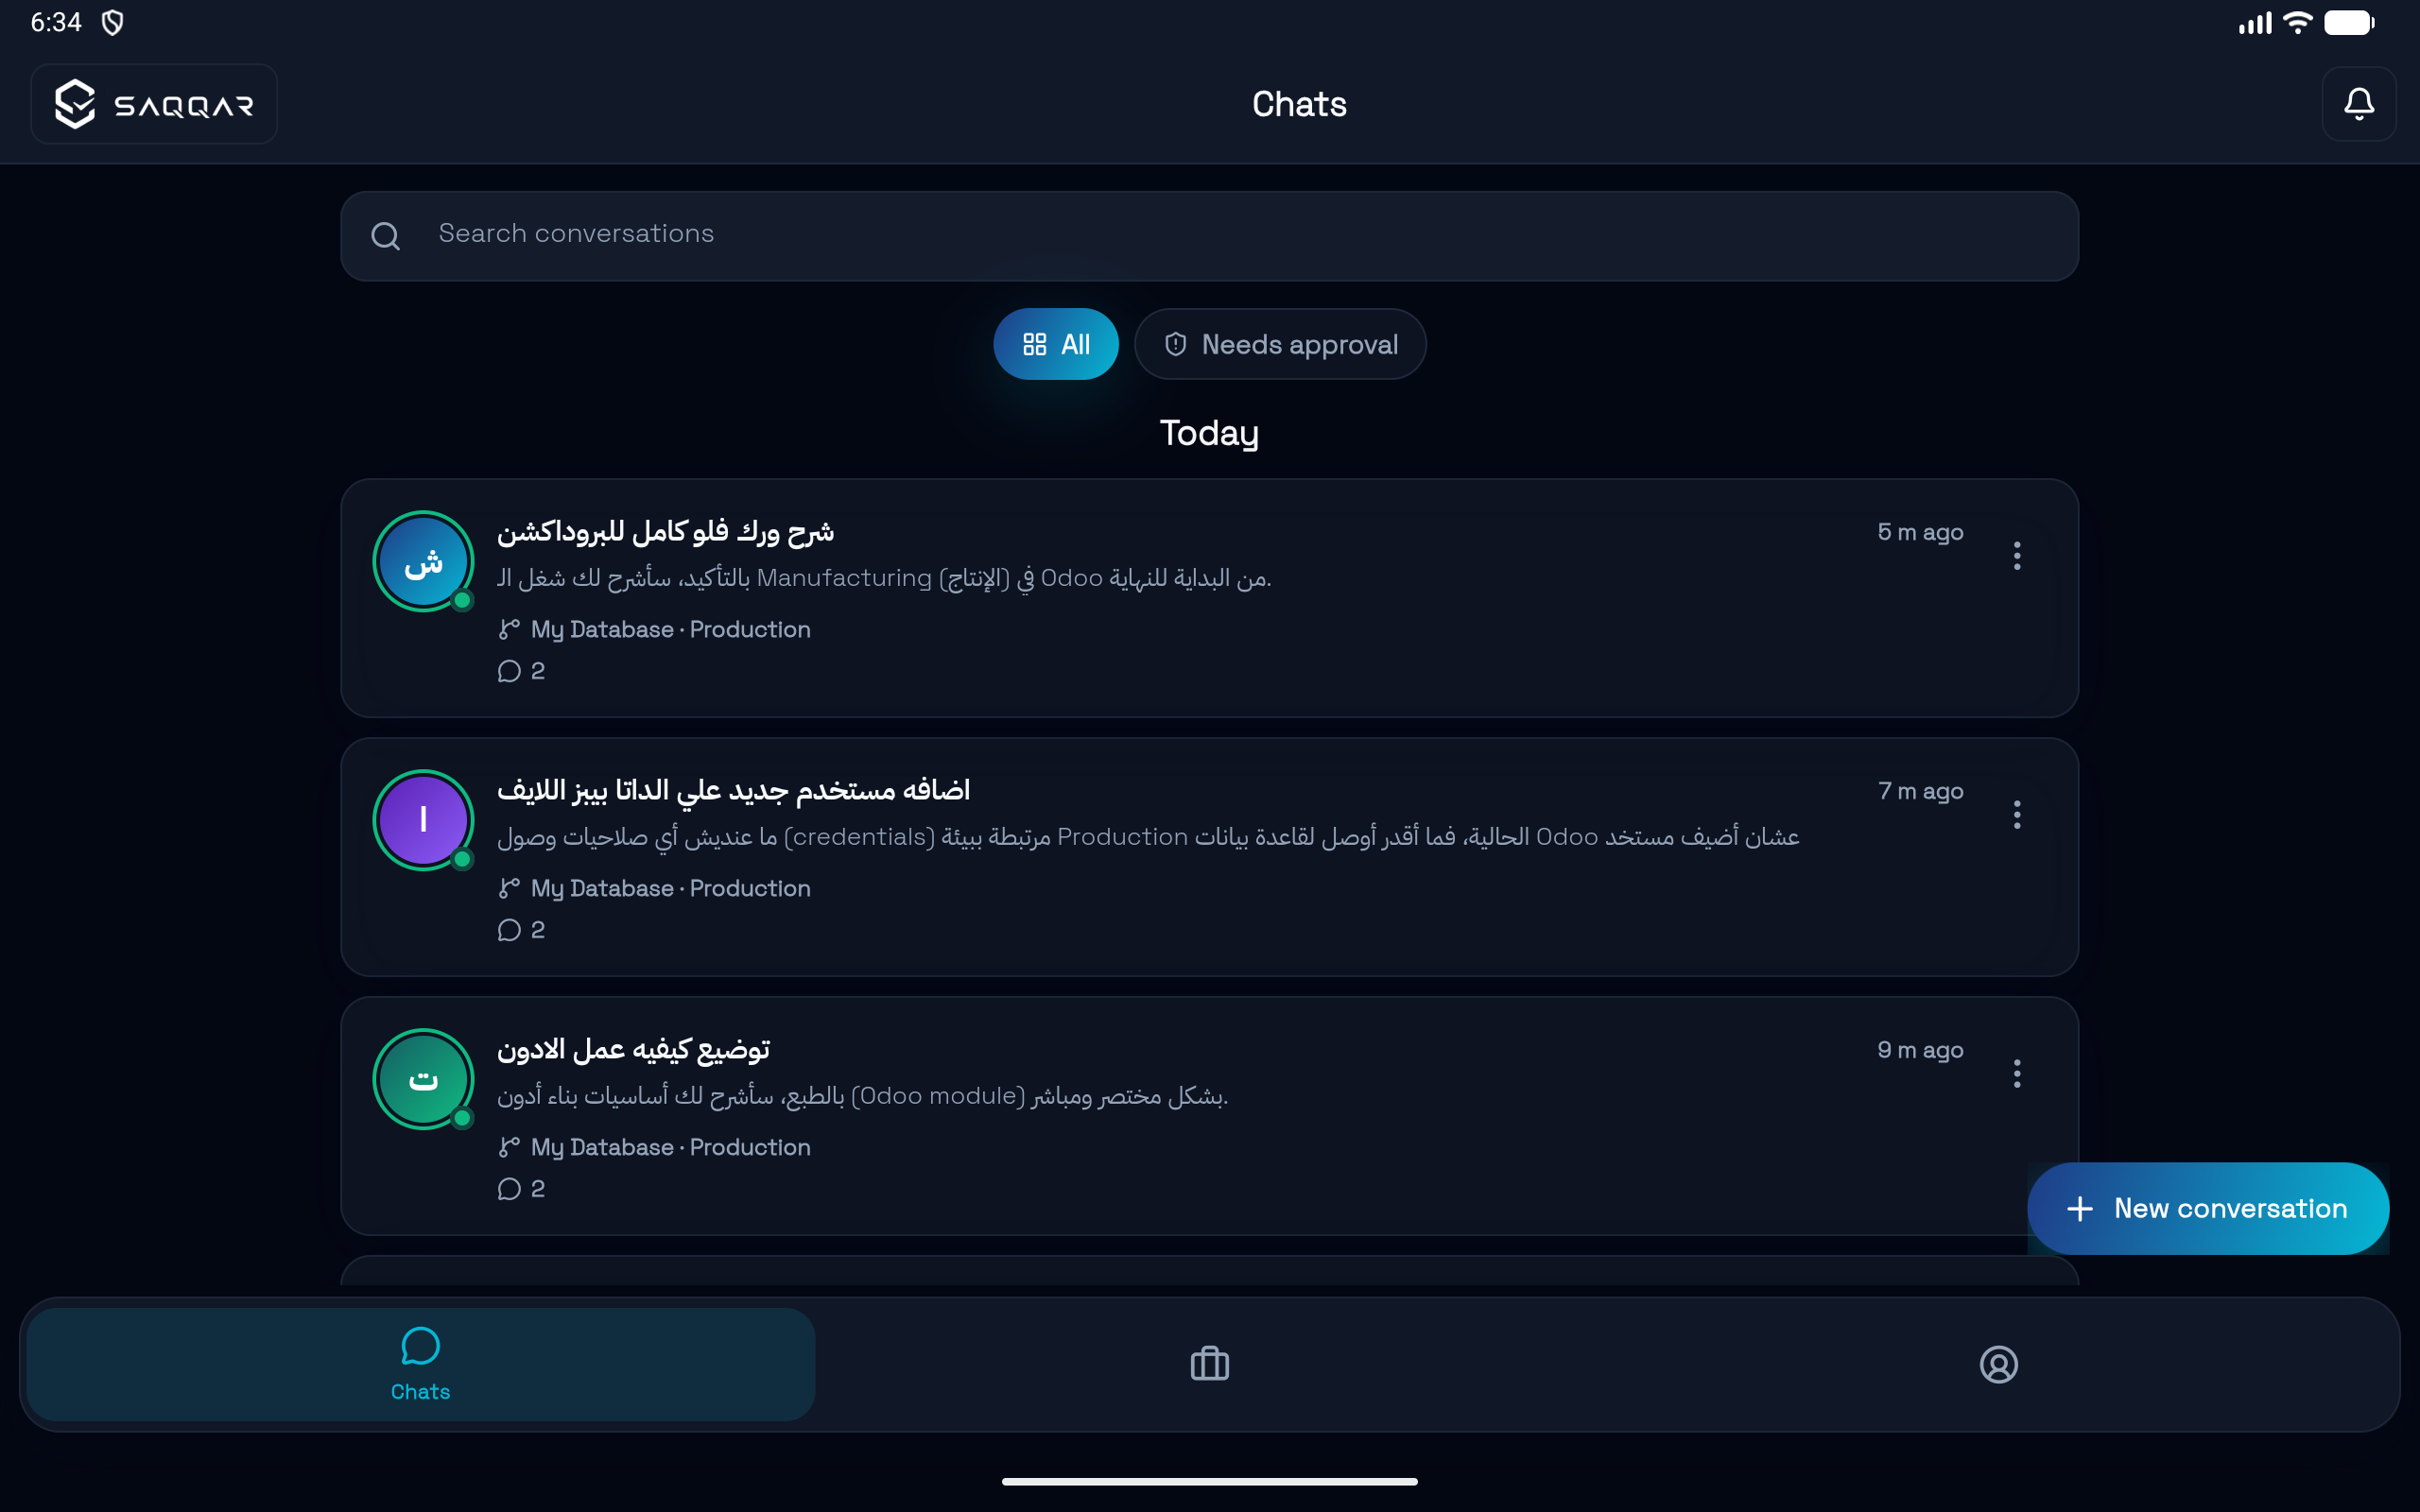 6:34
SAQQAR
Chats
Search conversations
All
Needs approval
Today
ش
شرح ورك فلو كامل للبروداكشن
5 m ago
بالتأكيد، سأشرح لك شغل الـ Manufacturing (الإنتاج) في Odoo من البداية للنهاية.
My Database · Production
2
ا
اضافه مستخدم جديد علي الداتا بيبز اللايف
7 m ago
ما عنديش أي صلاحيات وصول (credentials) مرتبطة ببيئة Production الحالية، فما أقدر أوصل لقاعدة بيانات Odoo عشان أضيف مستخد
My Database · Production
2
ت
توضيع كيفيه عمل الادون
9 m ago
بالطبع، سأشرح لك أساسيات بناء أدون (Odoo module) بشكل مختصر ومباشر.
My Database · Production
2
New conversation
Chats